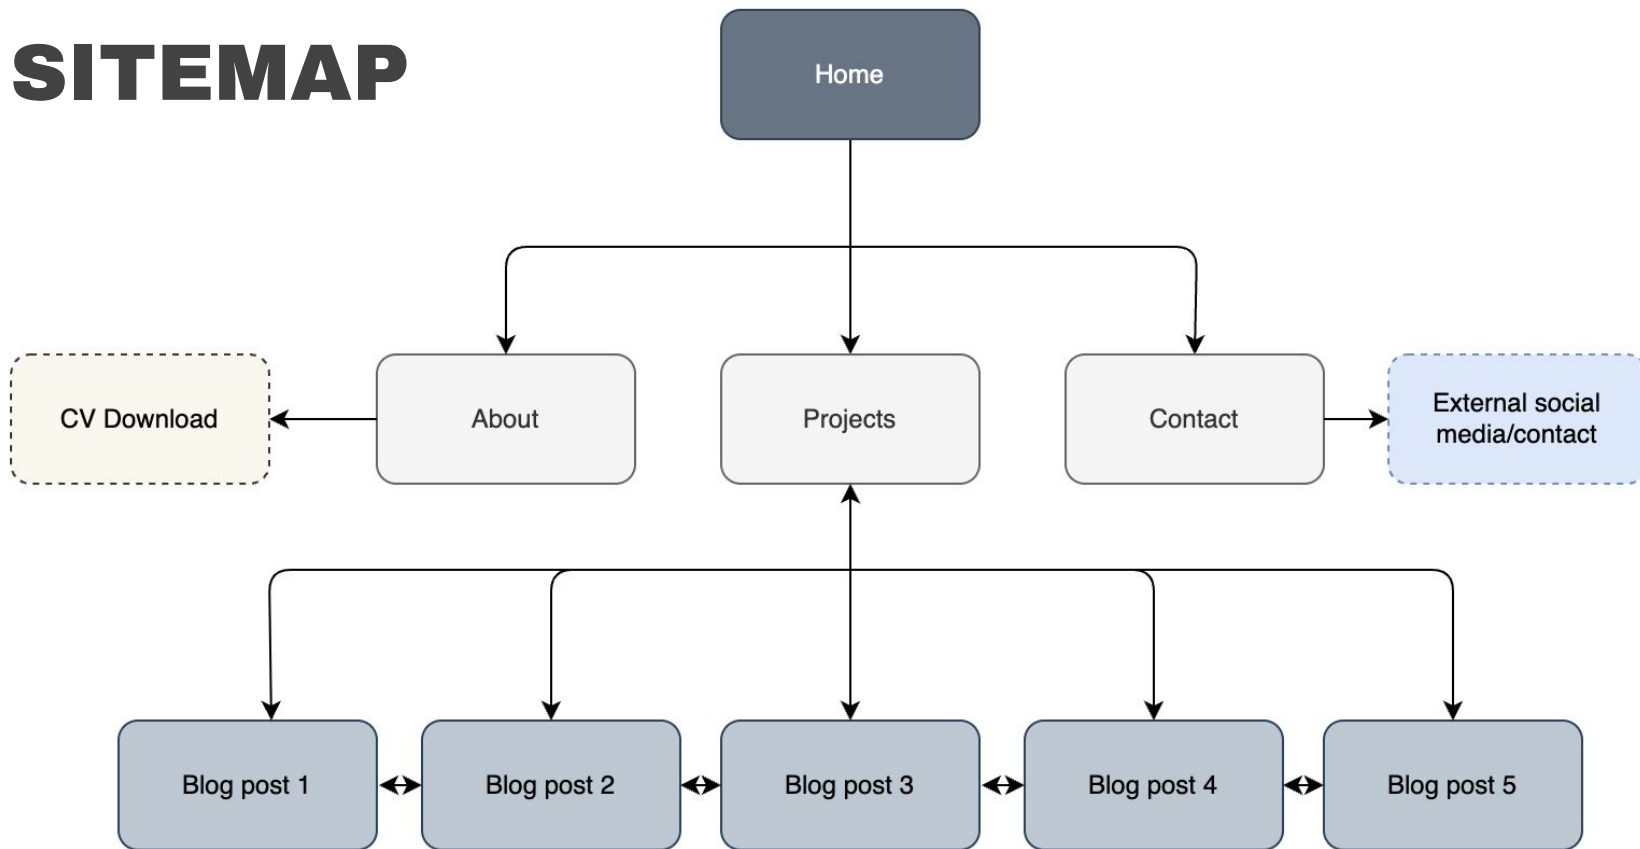 SITEMAP
Home
CV Download
About
Projects
Contact
External social
media/contact
Blog post 1
Blog post 2
Blog post 3
Blog post 4
Blog post 5